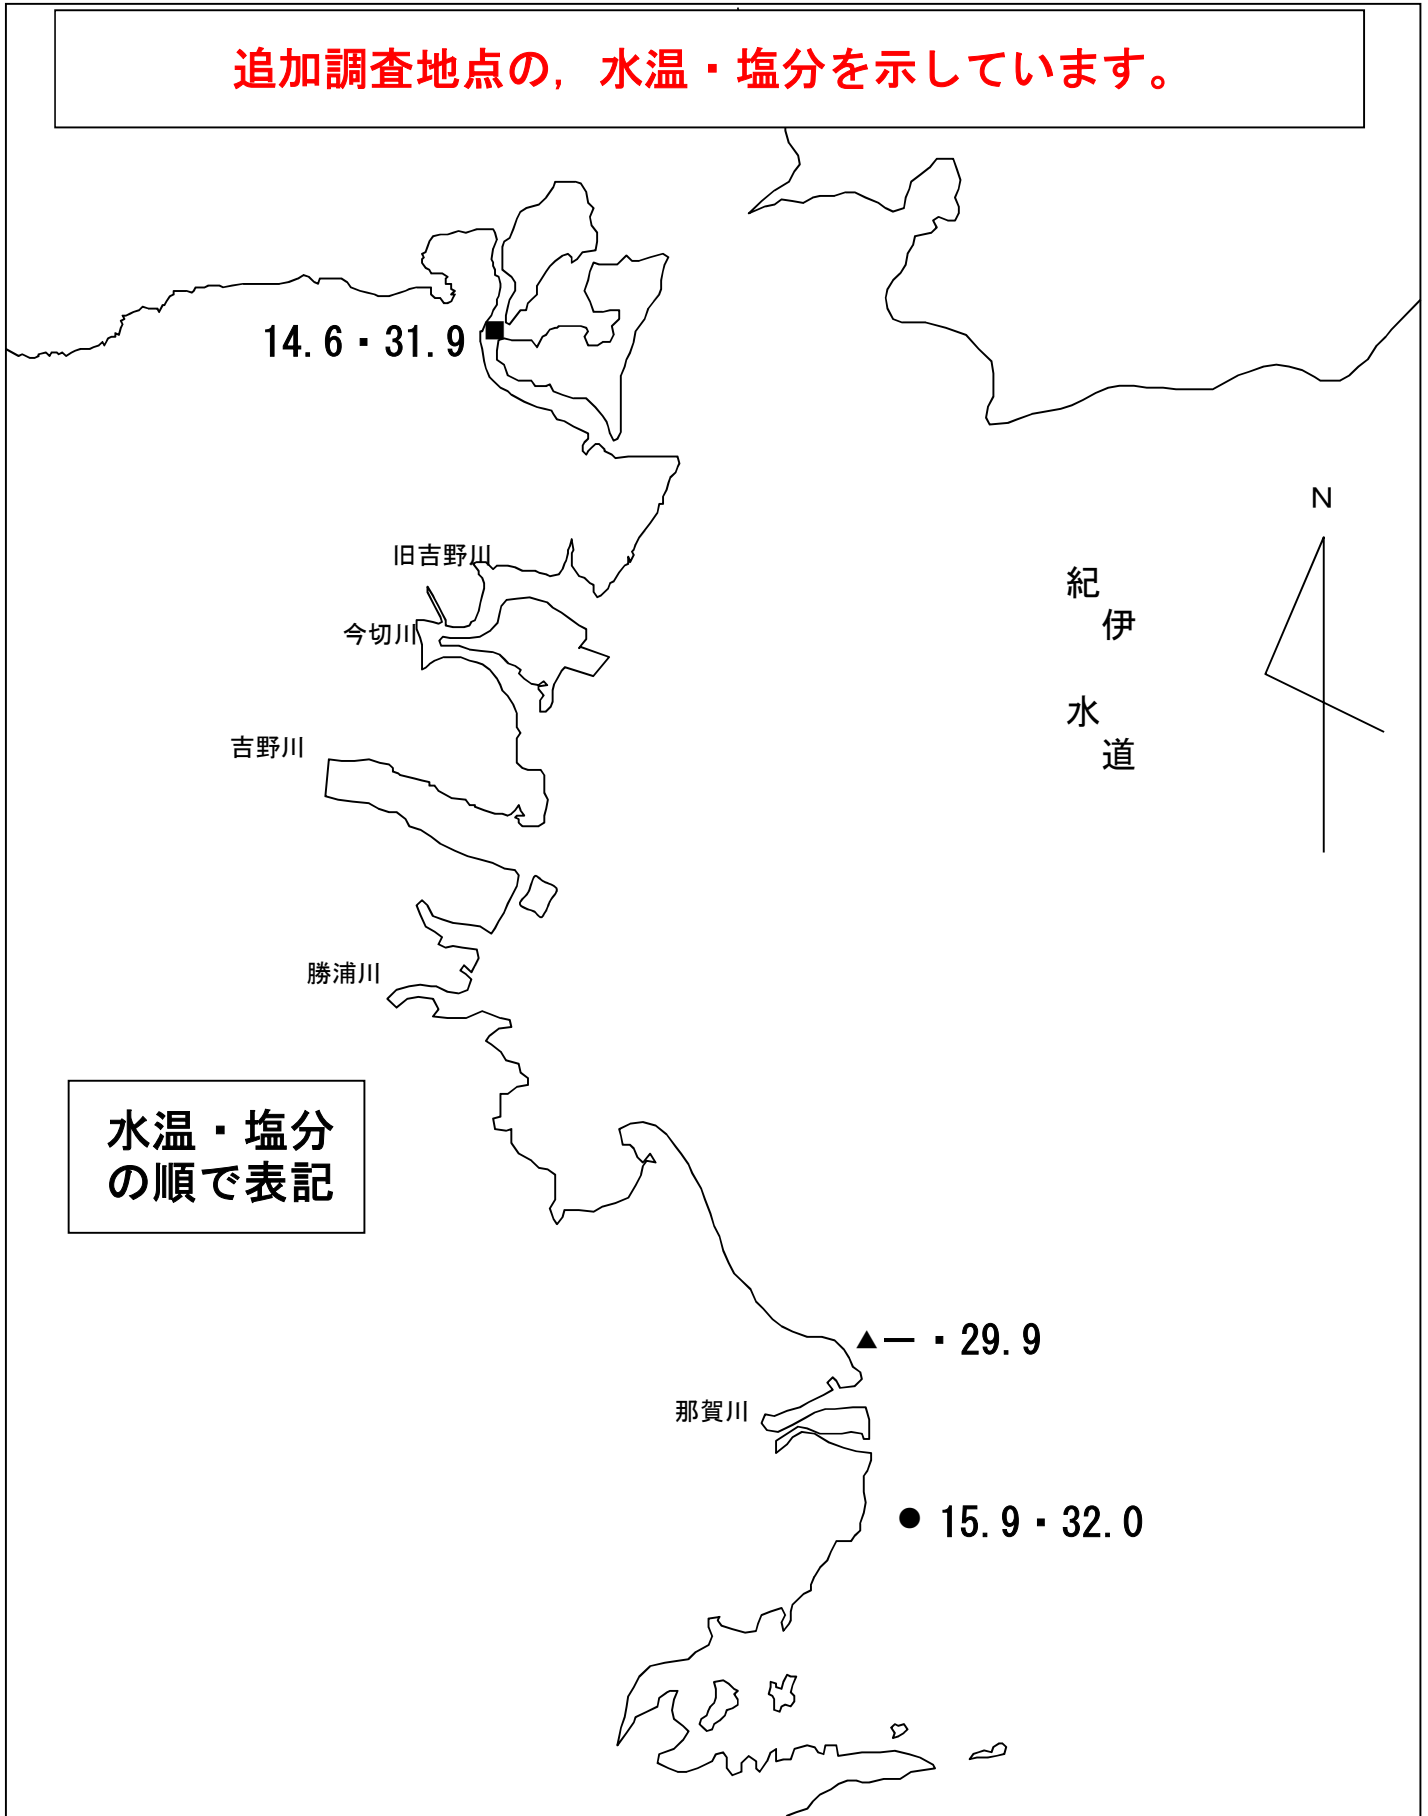 追加調査地点の，水温・塩分を示しています。
14.6・31.9
N
旧吉野川
紀
伊
今切川
水
道
吉野川
勝浦川
水温・塩分
の順で表記
▲ー・29.9
那賀川
● 15.9・32.0